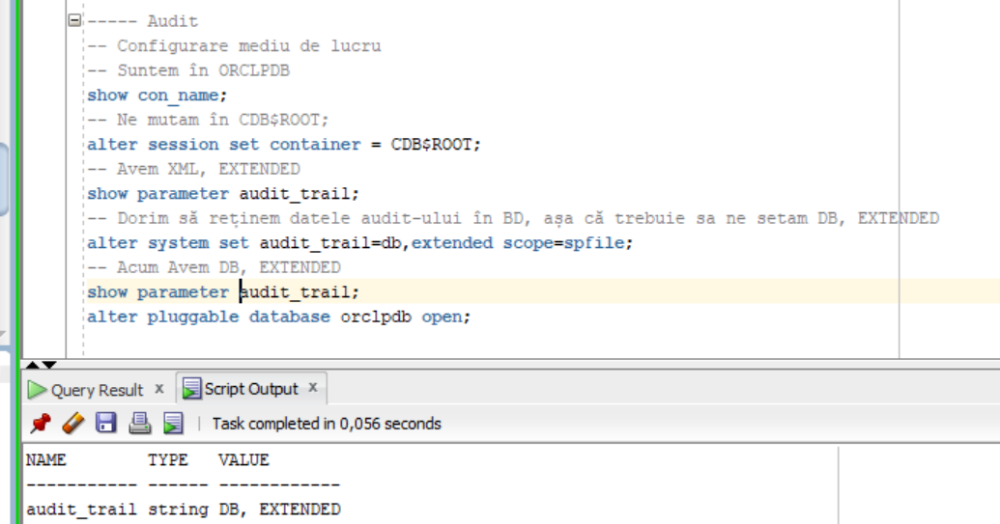 ----- Audit
-- Configurare mediu de lucru
-- Suntem în ORCLPDB
show con_name;
-- Ne mutam în CDB$ROOT;
alter session set container = CDB$ROOT;
-- Avem XML, EXTENDED
show parameter audit_trail;
-- Dorim să reținem datele audit-ului în BD, așa că trebuie sa ne setam DB, EXTENDED
alter system set audit_trail=db,extended scope=spfile;
-- Acum Avem DB, EXTENDED
show parameter audit_trail;
alter pluggable database orclpdb open;
Query Result x Script Output x
Task completed in 0,056 seconds
NAME TYPE VALUE
----------- ------ ------------
audit_trail string DB, EXTENDED